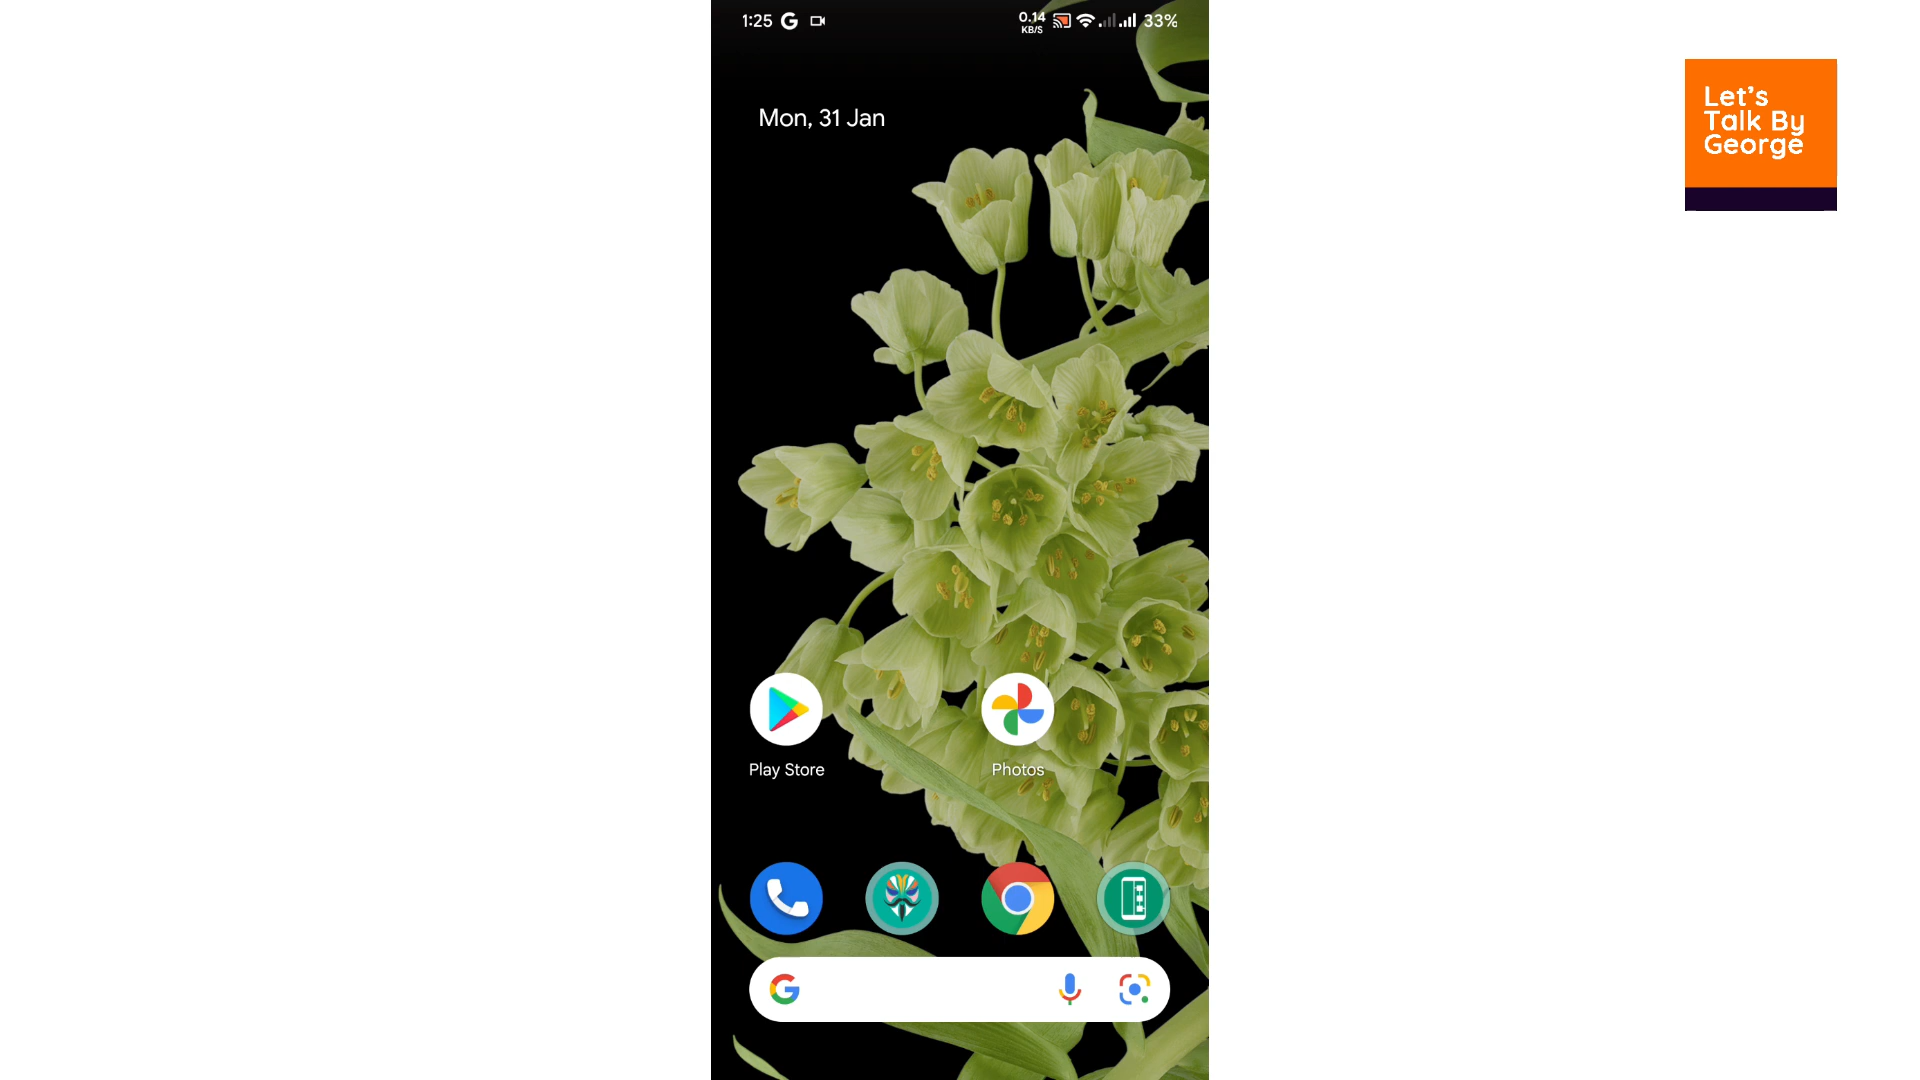 1:25
0.14
KB/S
33%
Mon, 31 Jan
Let's
Talk By
George
Play Store
Photos